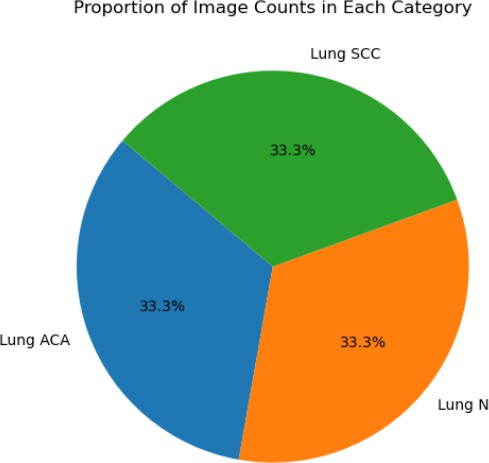 Proportion of Image Counts in Each Category
Lung SCC
33.3%
33.3%
33.3%
Lung ACA
Lung N